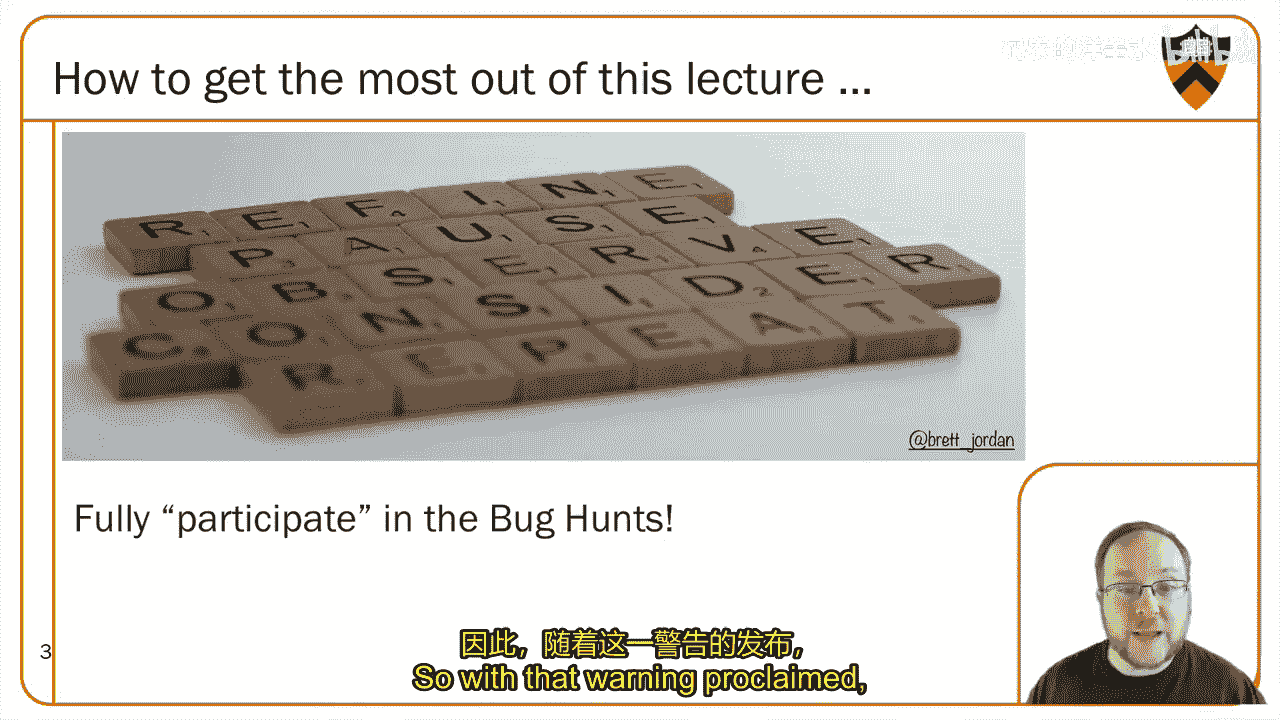 How to get the most out of this lecture ...
REFINE
PAUSE
OBSERVE
CONSIDER
REPEAT
@brett_jordan
Fully “participate” in the Bug Hunts!
3
因此，随着这一警告的发布，
So with that warning proclaimed,